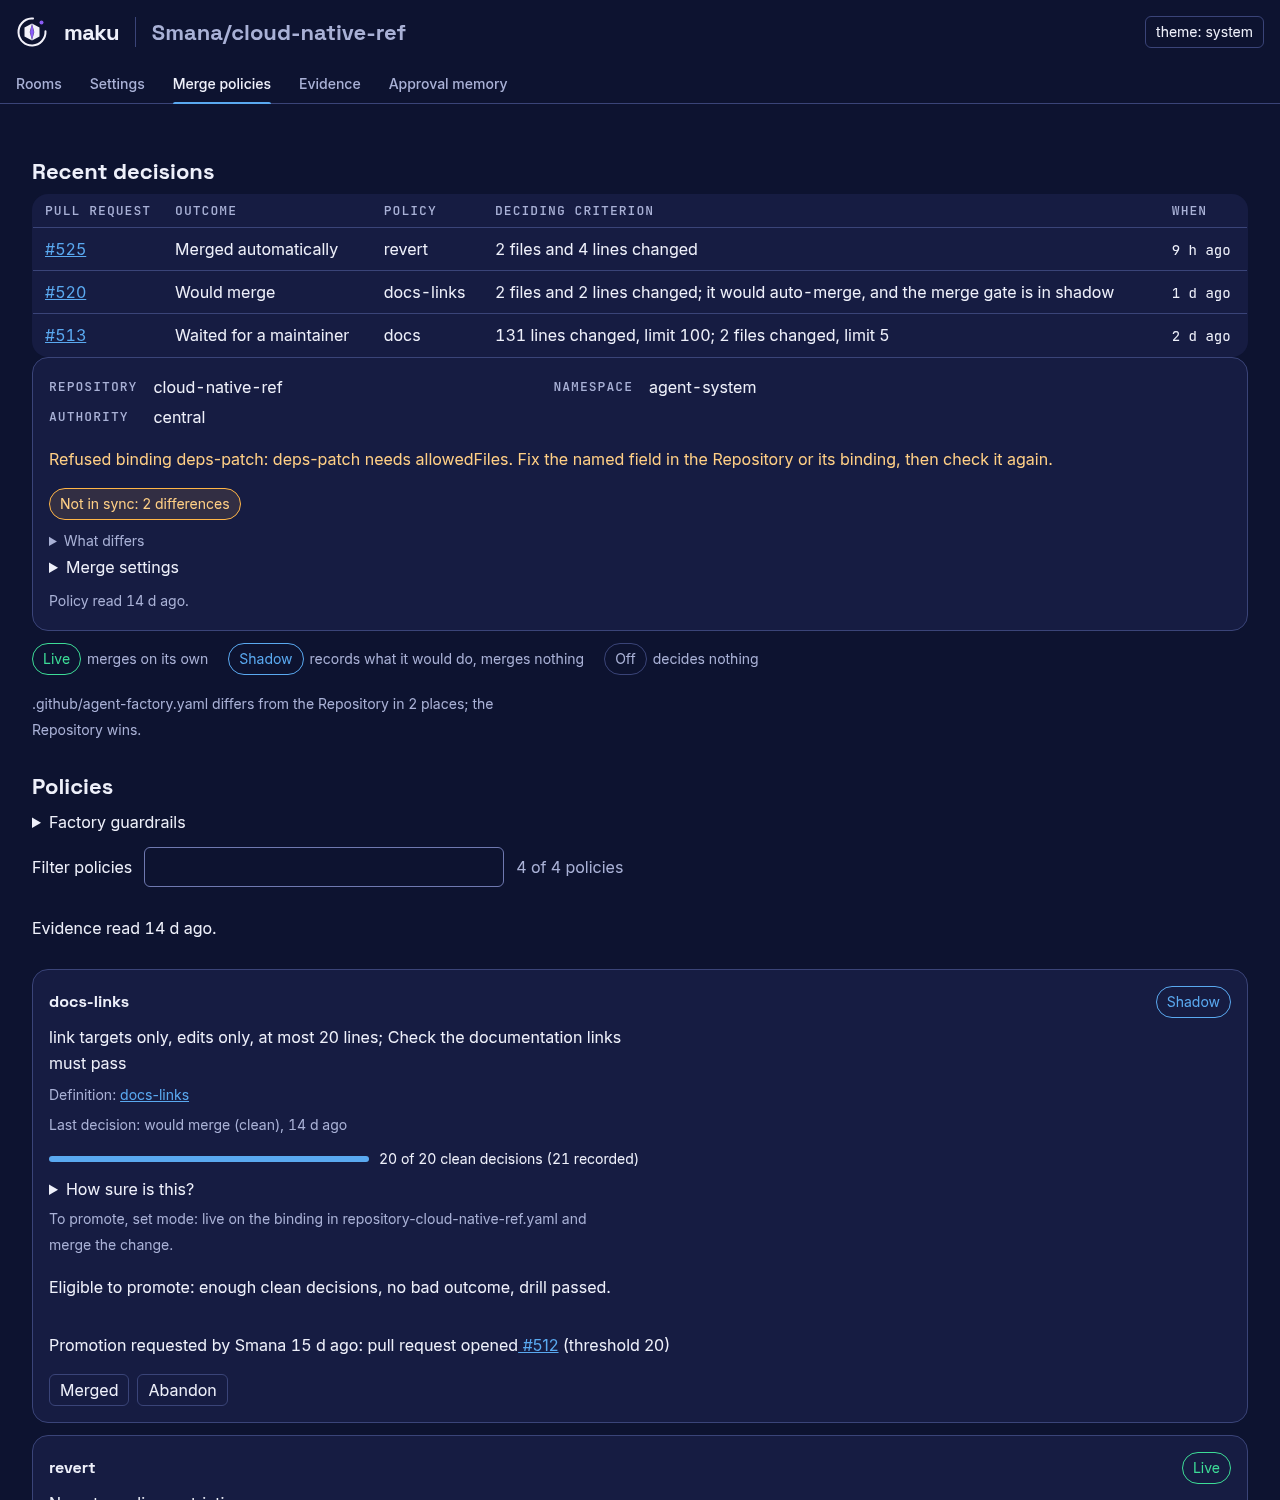 maku
Smana/cloud-native-ref
theme: system
Rooms
Settings
Merge policies
Evidence
Approval memory
Recent decisions
PULL REQUEST
OUTCOME
POLICY
DECIDING CRITERION
WHEN
#525
Merged automatically
revert
2 files and 4 lines changed
9 h ago
#520
Would merge
docs-links
2 files and 2 lines changed; it would auto-merge, and the merge gate is in shadow
1 d ago
#513
Waited for a maintainer
docs
131 lines changed, limit 100; 2 files changed, limit 5
2 d ago
REPOSITORY
cloud-native-ref
NAMESPACE
agent-system
AUTHORITY
central
Refused binding deps-patch: deps-patch needs allowedFiles. Fix the named field in the Repository or its binding, then check it again.
Not in sync: 2 differences
What differs
Merge settings
Policy read 14 d ago.
Live
merges on its own
Shadow
records what it would do, merges nothing
Off
decides nothing
.github/agent-factory.yaml differs from the Repository in 2 places; the
Repository wins.
Policies
Factory guardrails
Filter policies
4 of 4 policies
Evidence read 14 d ago.
docs-links
Shadow
link targets only, edits only, at most 20 lines; Check the documentation links
must pass
Definition: docs-links
Last decision: would merge (clean), 14 d ago
20 of 20 clean decisions (21 recorded)
How sure is this?
To promote, set mode: live on the binding in repository-cloud-native-ref.yaml and
merge the change.
Eligible to promote: enough clean decisions, no bad outcome, drill passed.
Promotion requested by Smana 15 d ago: pull request opened #512 (threshold 20)
Merged
Abandon
revert
Live